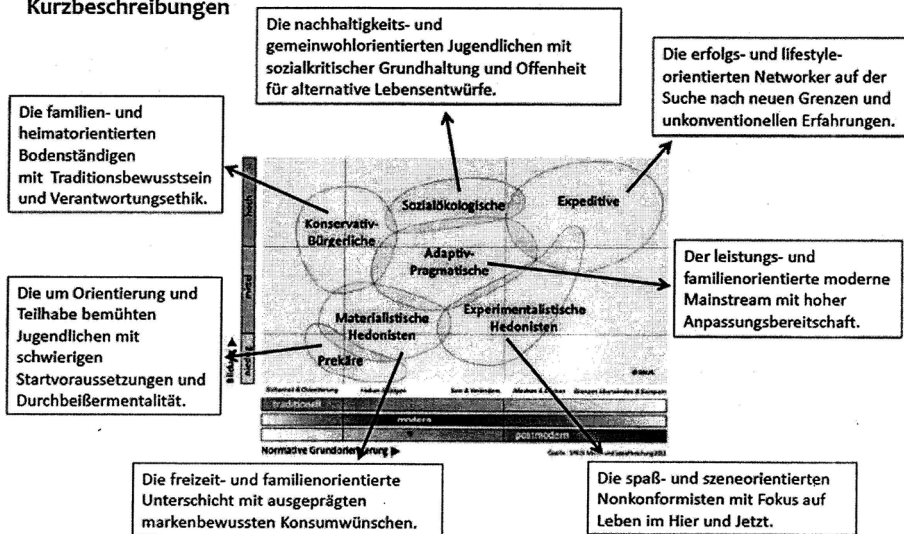 Kurzbeschreibungen
Die nachhaltigkeits- und
gemeinwohlorientierten Jugendlichen mit
sozialkritischer Grundhaltung und Offenheit
für alternative Lebensentwürfe.
Die erfolgs- und lifestyle-
orientierten Networker auf der
Suche nach neuen Grenzen und
unkonventionellen Erfahrungen.
Die familien- und
heimatorientierten
Bodenständigen
mit Traditionsbewusstsein
und Verantwortungsethik.
Der leistungs- und
familienorientierte moderne
Mainstream mit hoher
Anpassungsbereitschaft.
Die um Orientierung und
Teilhabe bemühten
Jugendlichen mit
schwierigen
Startvoraussetzungen und
Durchbeißermentalität.
hoch
mittel
niedrig
Bildung ▶
Sozialökologische
Expeditive
Konservativ-
Bürgerliche
Adaptiv-
Pragmatische
Materialistische
Hedonisten
Experimentalistische
Hedonisten
Prekäre
traditionell
modern
postmodern
Normative Grundorientierung ▶
Die freizeit- und familienorientierte
Unterschicht mit ausgeprägten
markenbewussten Konsumwünschen.
Die spaß- und szeneorientierten
Nonkonformisten mit Fokus auf
Leben im Hier und Jetzt.